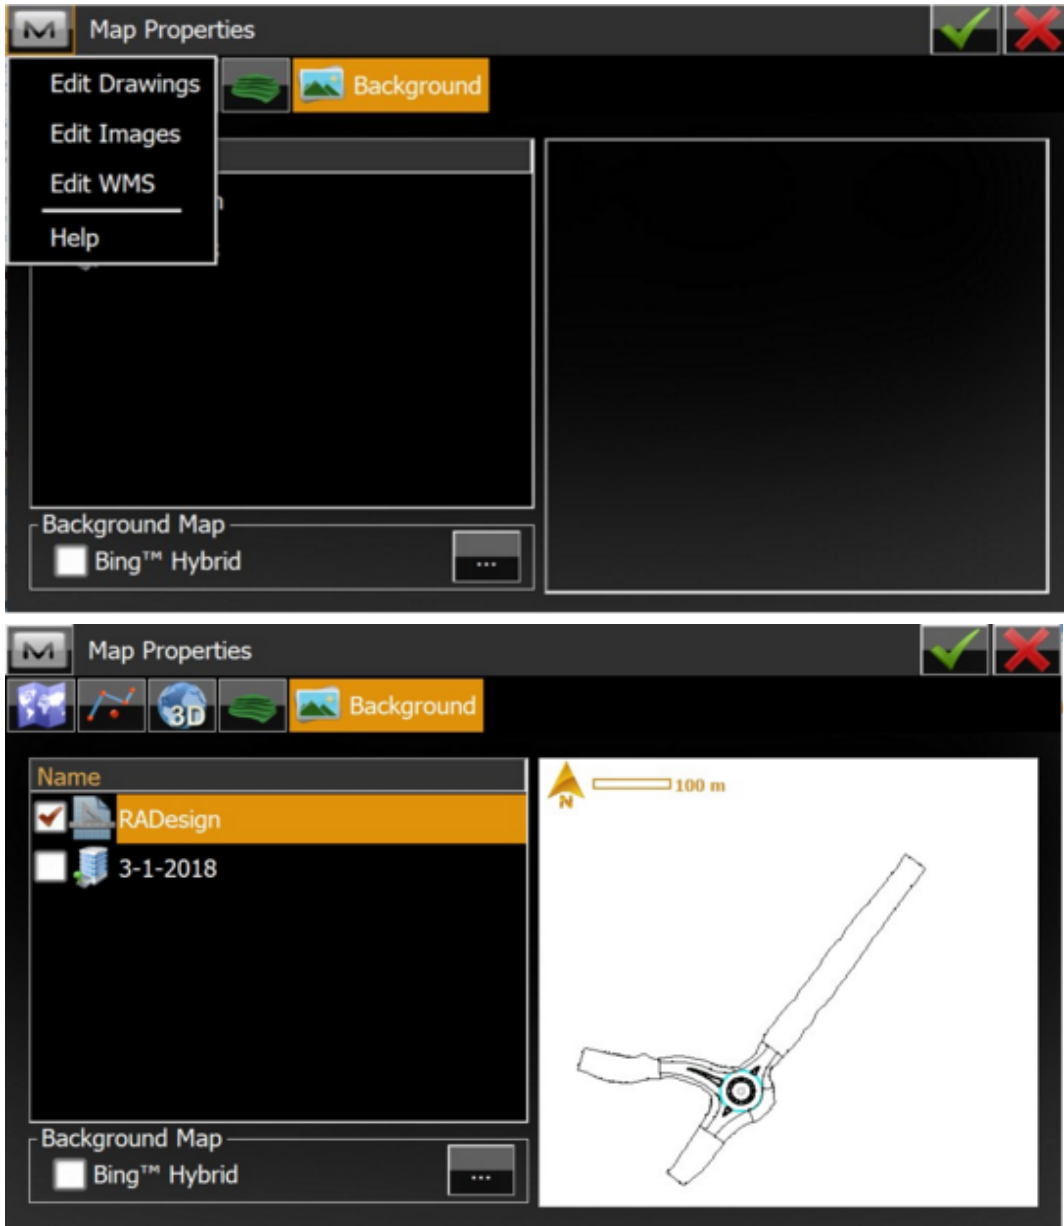 Map Properties
Edit Drawings
Background
Edit Images
Edit WMS
Help
Background Map
Bing™ Hybrid
...
Map Properties
3D
Background
Name
RADesign
3-1-2018
N
100 m
Background Map
Bing™ Hybrid
...